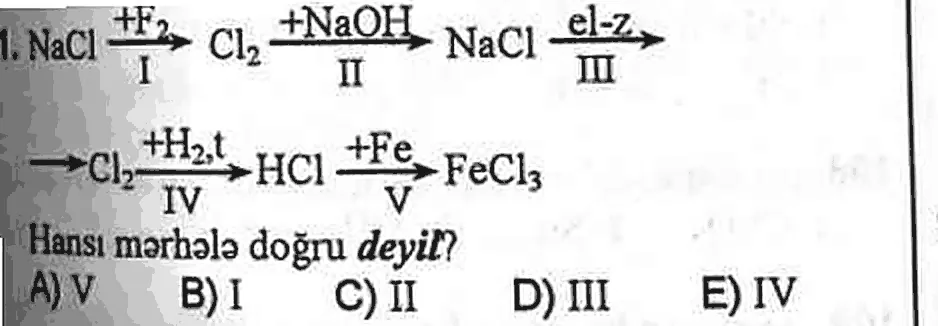 1. NaCl +F₂ → I Cl₂ +NaOH → II NaCl el-z → III
→ Cl₂ +H₂,t → IV HCl +Fe → V FeCl₃
Hansı mərhələ doğru deyil?
A) V B) I C) II D) III E) IV